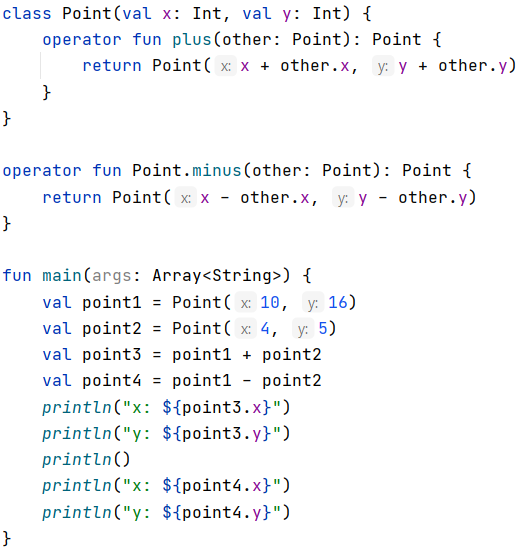 class Point(val x: Int, val y: Int) {
    operator fun plus(other: Point): Point {
        return Point( x: x + other.x,  y: y + other.y)
    }
}

operator fun Point.minus(other: Point): Point {
    return Point( x: x - other.x,  y: y - other.y)
}

fun main(args: Array<String>) {
    val point1 = Point( x: 10,  y: 16)
    val point2 = Point( x: 4,  y: 5)
    val point3 = point1 + point2
    val point4 = point1 - point2
    println("x: ${point3.x}")
    println("y: ${point3.y}")
    println()
    println("x: ${point4.x}")
    println("y: ${point4.y}")
}